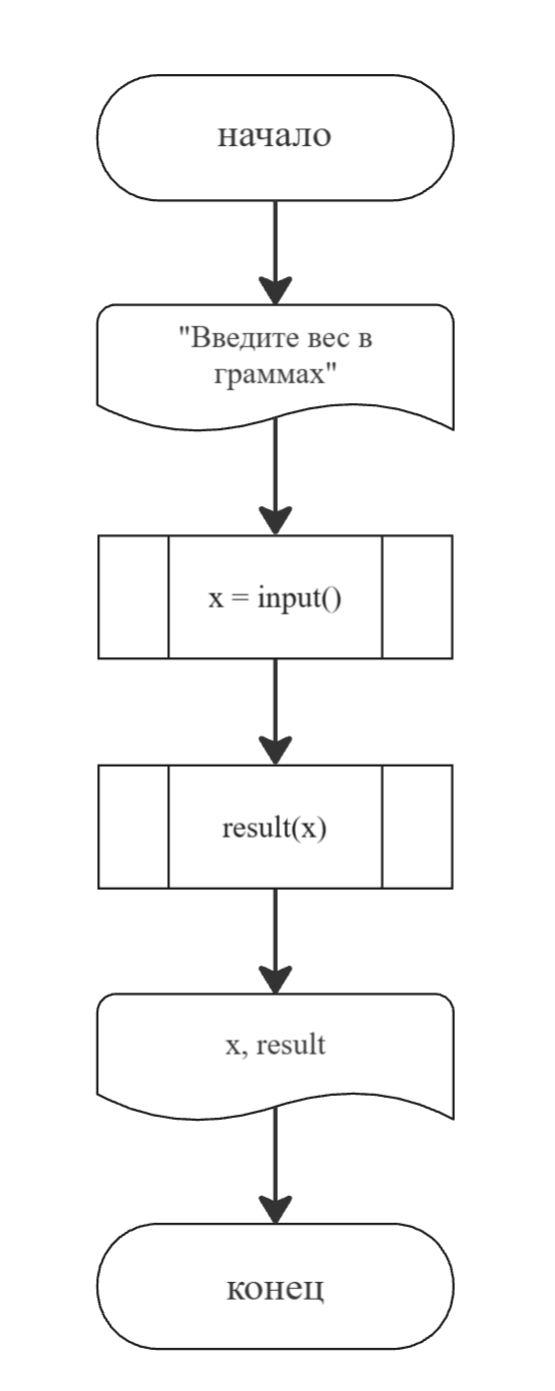 начало
"Введите вес в
граммах"
x = input()
result(x)
x, result
конец